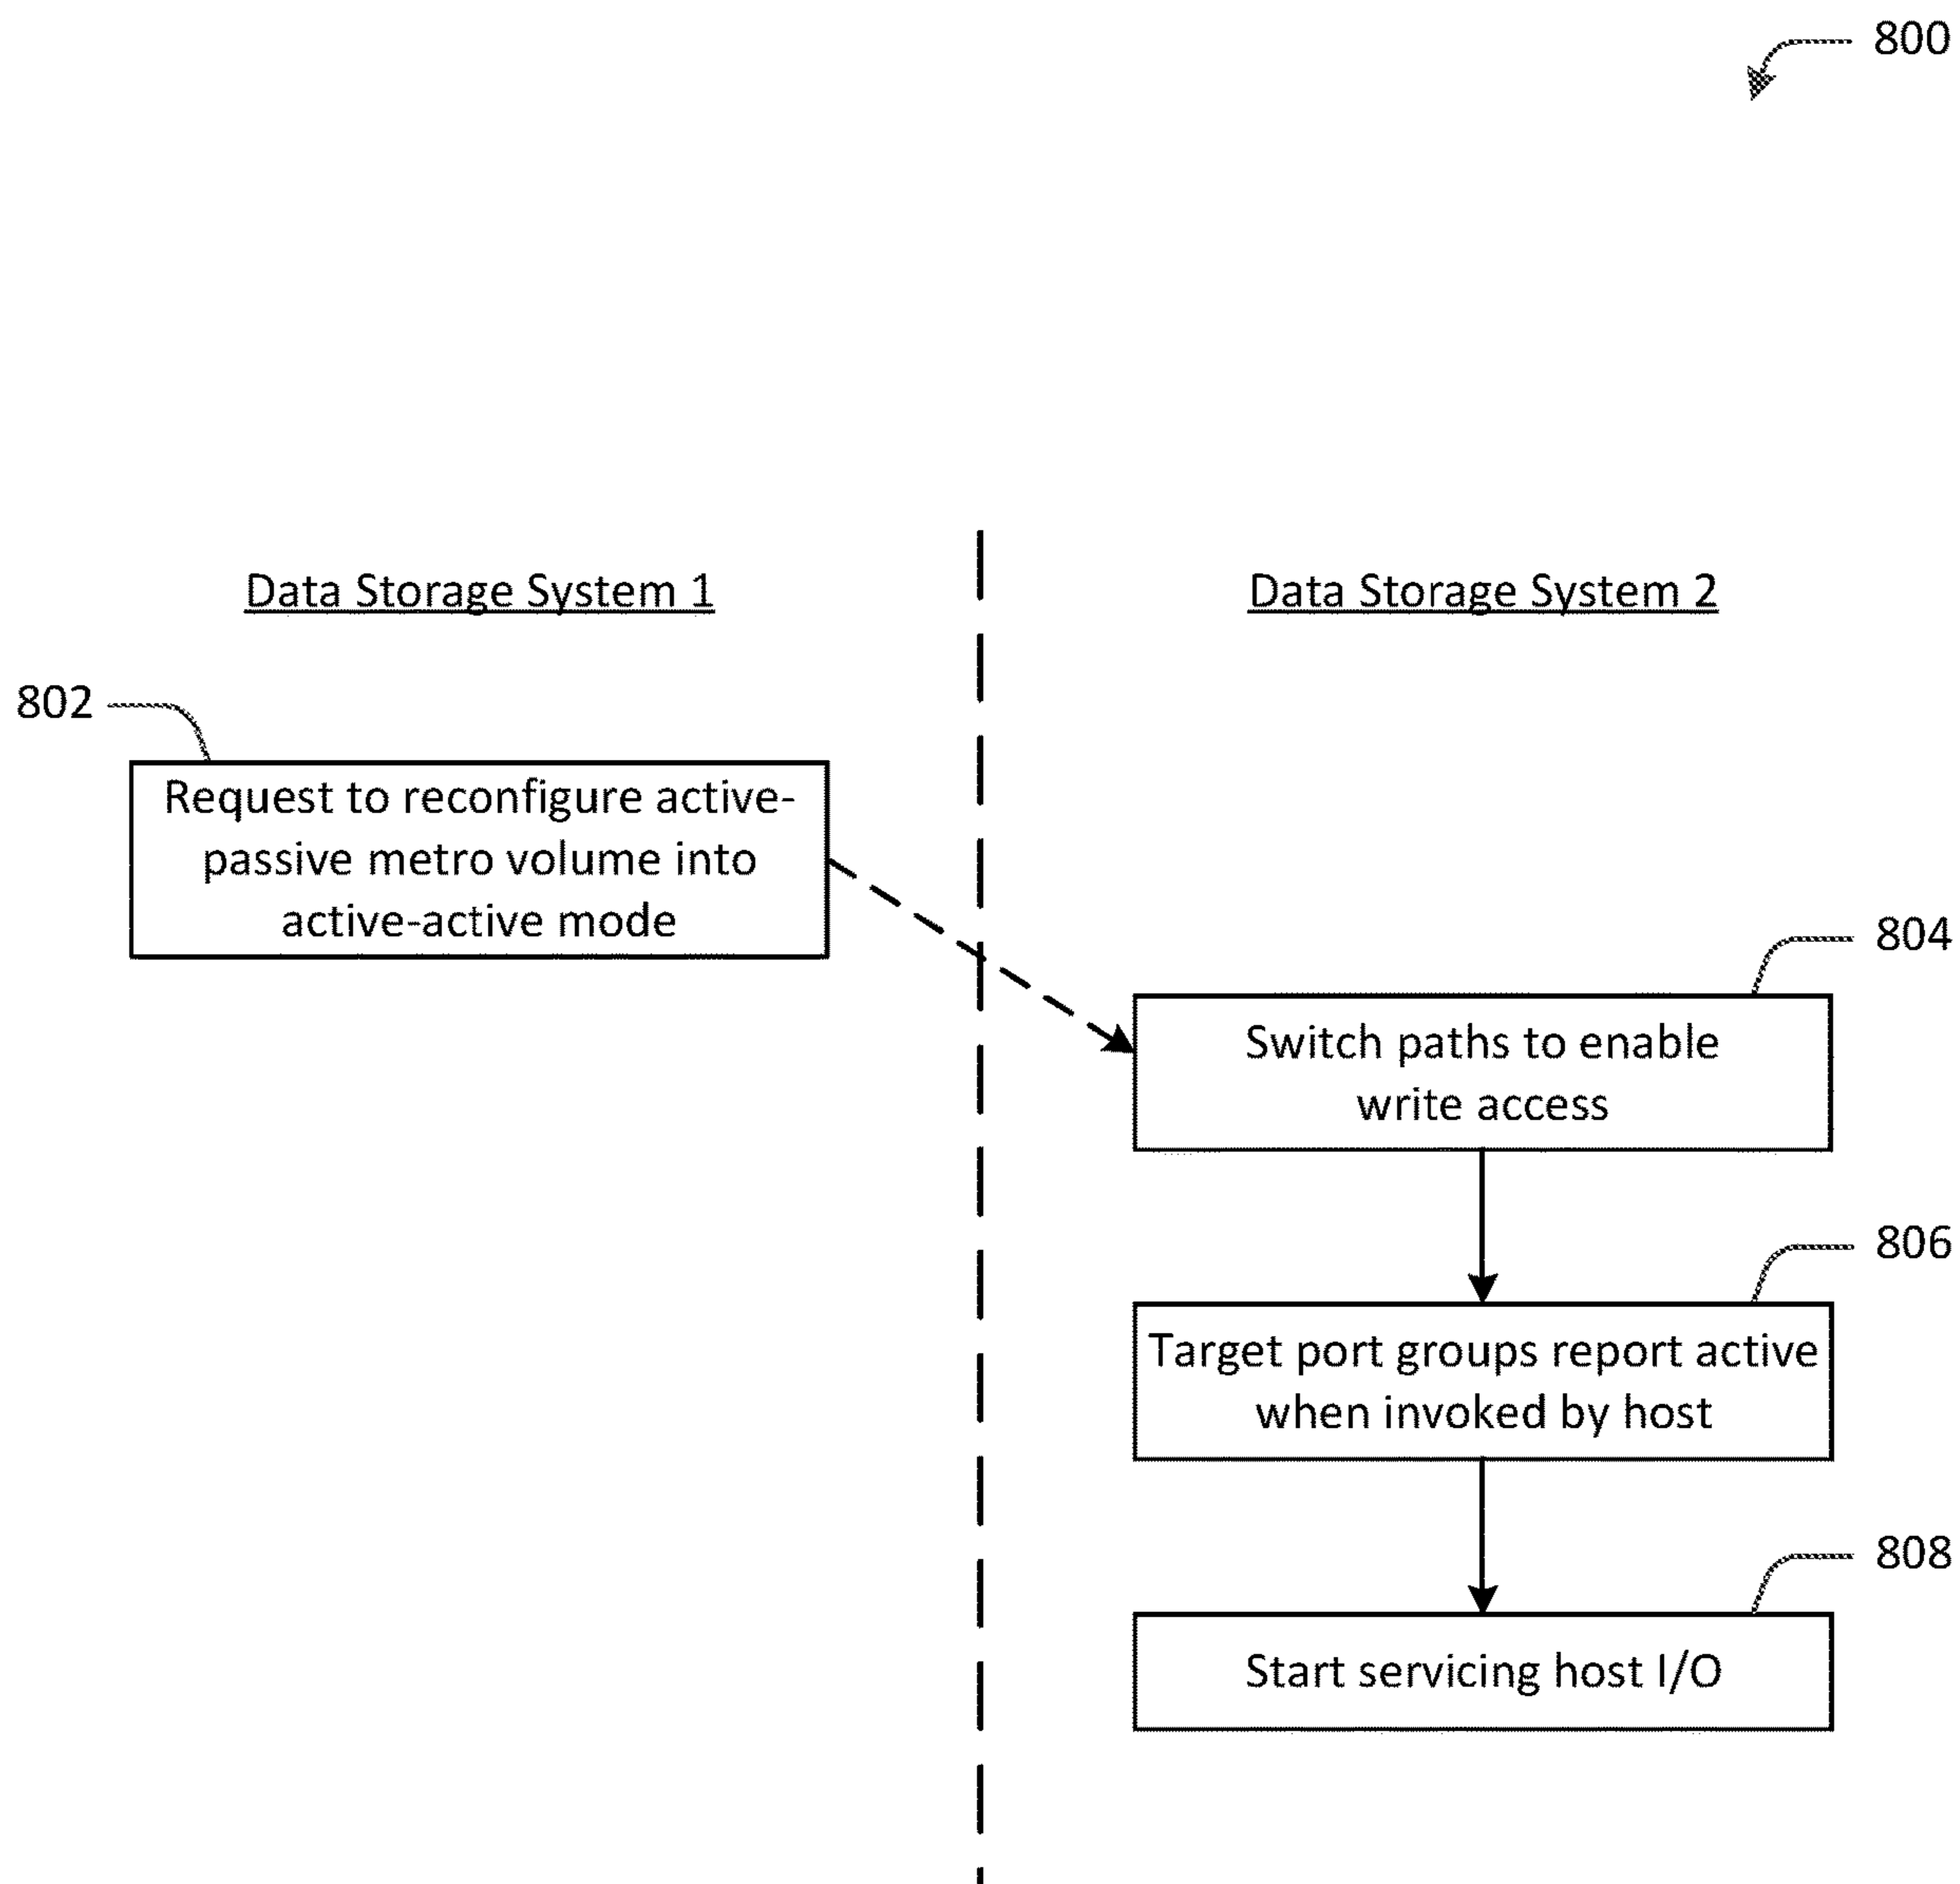 800
Data Storage System 1
Data Storage System 2
802
Request to reconfigure active-
passive metro volume into
active-active mode
804
Switch paths to enable
write access
806
Target port groups report active
when invoked by host
808
Start servicing host I/O